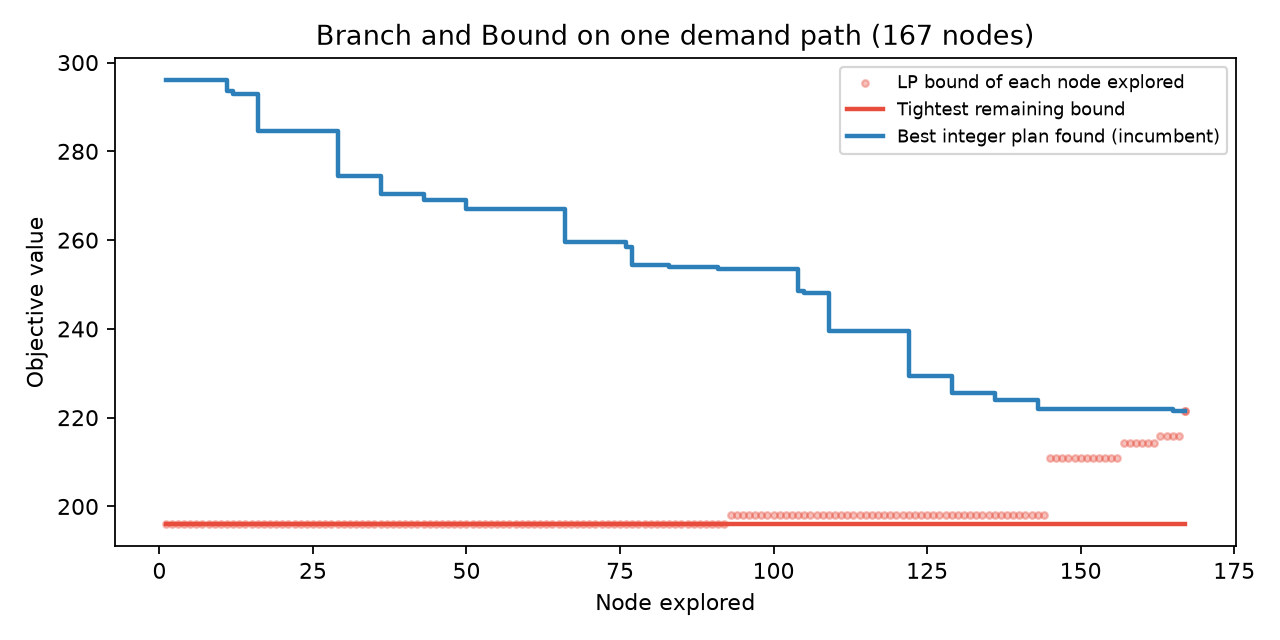 Branch and Bound on one demand path (167 nodes)
300
280
260
240
220
200
Objective value
LP bound of each node explored
Tightest remaining bound
Best integer plan found (incumbent)
0 25 50 75 100 125 150 175
Node explored